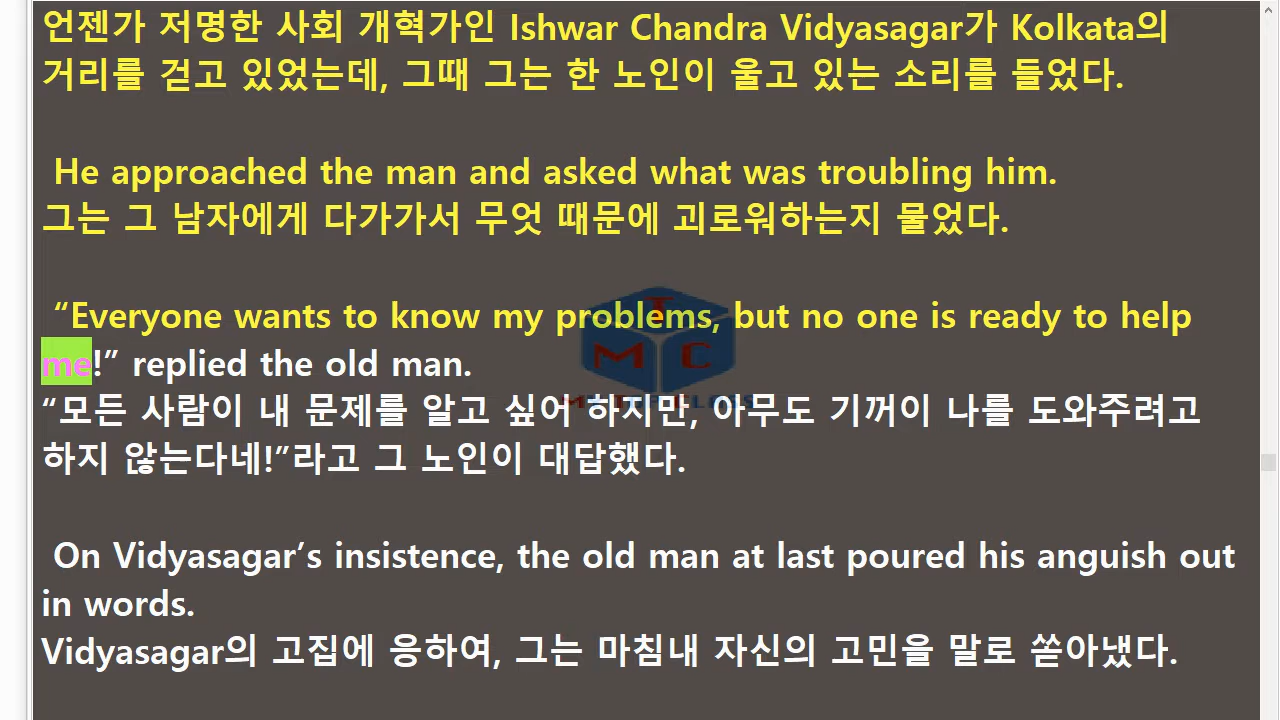 언젠가 저명한 사회 개혁가인 Ishwar Chandra Vidyasagar가 Kolkata의
거리를 걷고 있었는데, 그때 그는 한 노인이 울고 있는 소리를 들었다.
He approached the man and asked what was troubling him.
그는 그 남자에게 다가가서 무엇 때문에 괴로워하는지 물었다.
“Everyone wants to know my problems, but no one is ready to help
me!” replied the old man.
“모든 사람이 내 문제를 알고 싶어 하지만, 아무도 기꺼이 나를 도와주려고
하지 않는다네!”라고 그 노인이 대답했다.
On Vidyasagar’s insistence, the old man at last poured his anguish out
in words.
Vidyasagar의 고집에 응하여, 그는 마침내 자신의 고민을 말로 쏟아냈다.